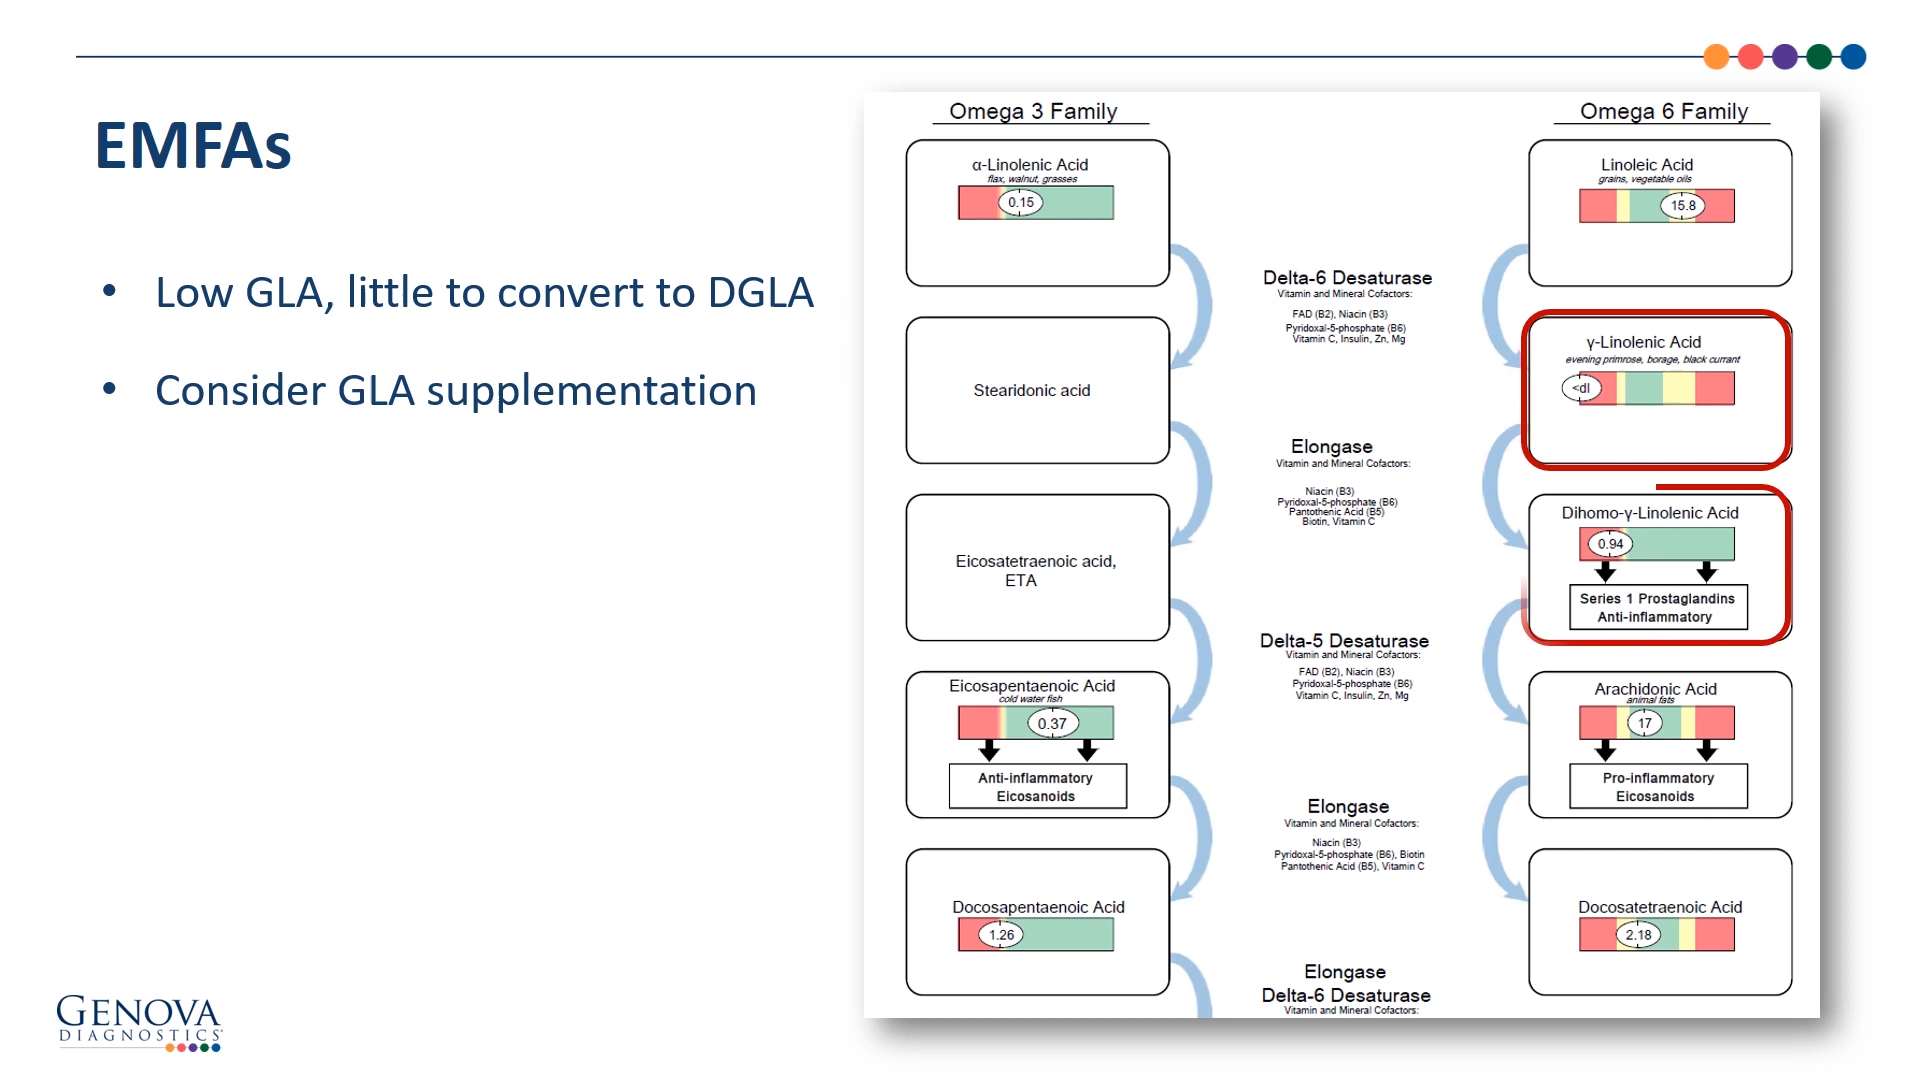 EMFAs
• Low GLA, little to convert to DGLA
• Consider GLA supplementation
Omega 3 Family
α-Linolenic Acid
flax, walnut, grasses
0.15
Stearidonic acid
Eicosatetraenoic acid,
ETA
Eicosapentaenoic Acid
cold water fish
0.37
Anti-inflammatory
Eicosanoids
Docosapentaenoic Acid
1.26
Delta-6 Desaturase
Vitamin and Mineral Cofactors:
FAD (B2), Niacin (B3)
Pyridoxal-5-phosphate (B6)
Vitamin C, Insulin, Zn, Mg
Elongase
Vitamin and Mineral Cofactors:
Niacin (B3)
Pyridoxal-5-phosphate (B6)
Pantothenic Acid (B5)
Biotin, Vitamin C
Delta-5 Desaturase
Vitamin and Mineral Cofactors:
FAD (B2), Niacin (B3)
Pyridoxal-5-phosphate (B6)
Vitamin C, Insulin, Zn, Mg
Elongase
Vitamin and Mineral Cofactors:
Niacin (B3)
Pyridoxal-5-phosphate (B6), Biotin
Pantothenic Acid (B5), Vitamin C
Elongase
Delta-6 Desaturase
Vitamin and Mineral Cofactors:
Omega 6 Family
Linoleic Acid
grains, vegetable oils
15.8
γ-Linolenic Acid
evening primrose, borage, black currant
<dl
Dihomo-γ-Linolenic Acid
0.94
Series 1 Prostaglandins
Anti-inflammatory
Arachidonic Acid
animal fats
17
Pro-inflammatory
Eicosanoids
Docosatetraenoic Acid
2.18
GENOVA
DIAGNOSTICS